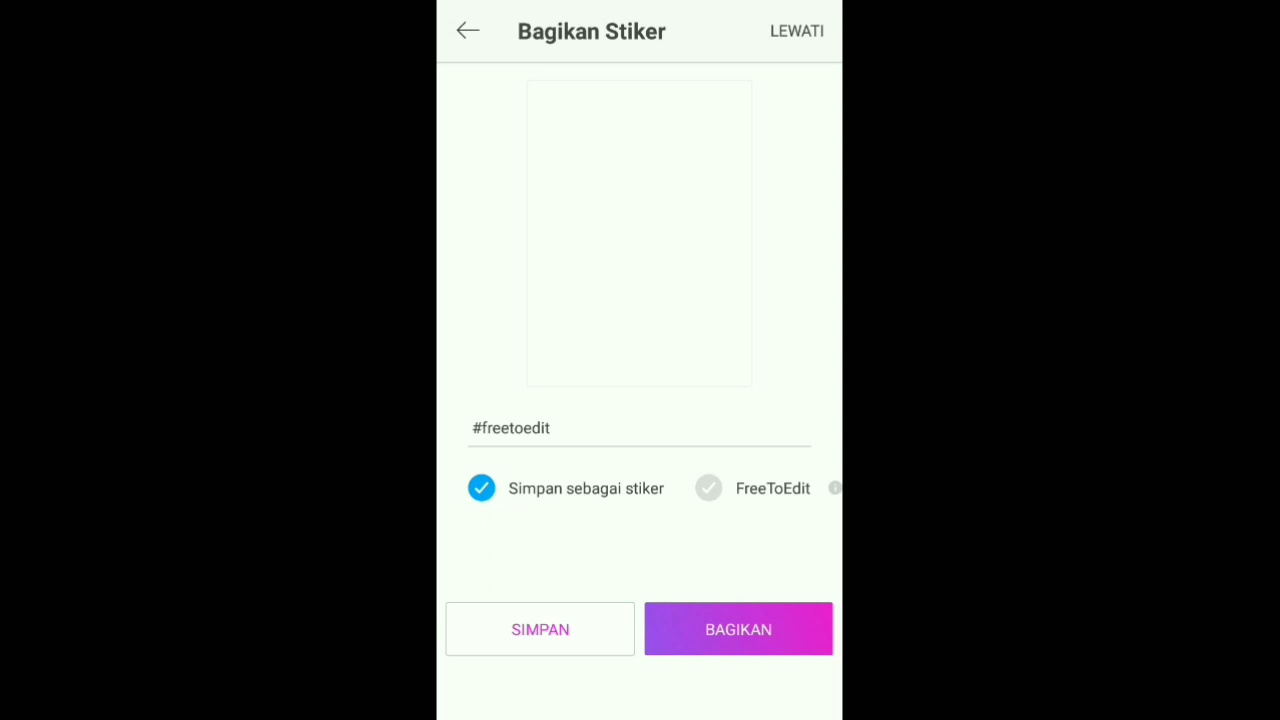 Bagikan Stiker
LEWATI
#freetoedit
Simpan sebagai stiker
FreeToEdit
SIMPAN
BAGIKAN